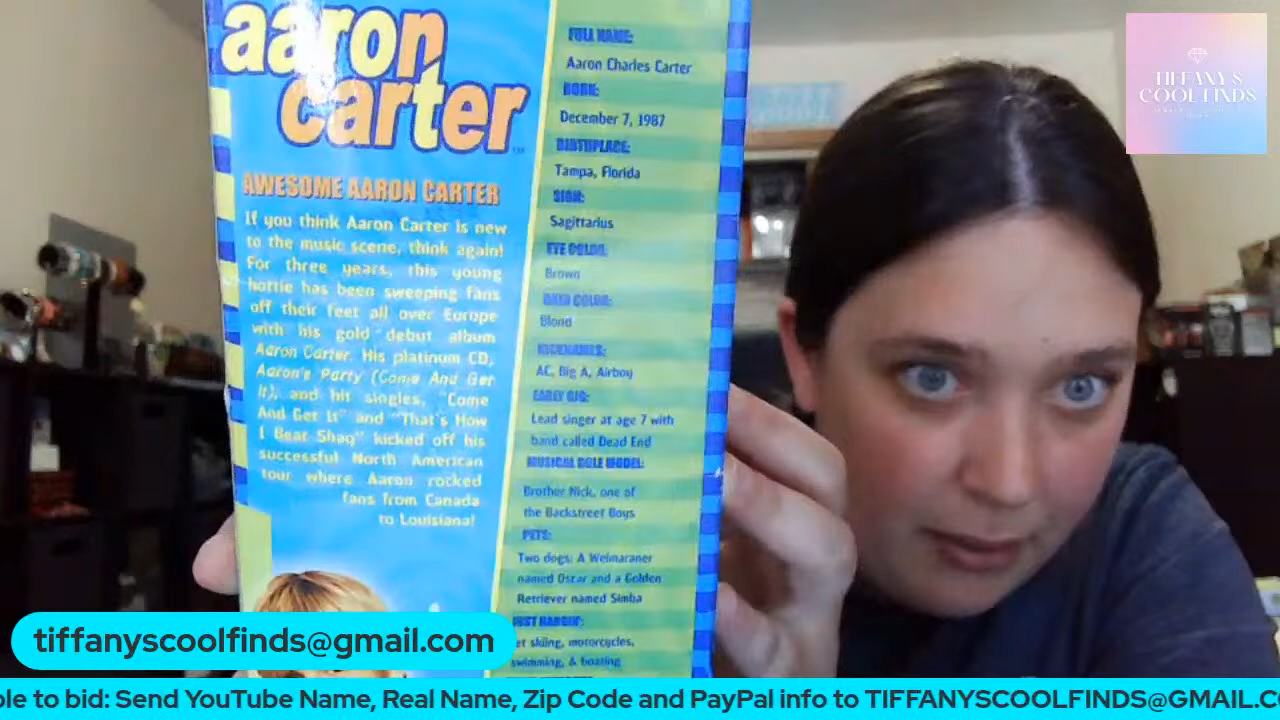 aaron
carter
AWESOME AARON CARTER
If you think Aaron Carter is new
to the music scene, think again!
For three years, this young
hottie has been sweeping fans
off their feet all over Europe
with his gold debut album
Aaron Carter. His platinum CD,
Aaron's Party (Come And Get
It), and hit singles, "Come
And Get It" and "That's How
I Beat Shaq" kicked off his
successful North American
tour where Aaron rocked
fans from Canada
to Louisiana!
FULL NAME:
Aaron Charles Carter
BORN:
December 7, 1987
BIRTHPLACE:
Tampa, Florida
SIGN:
Sagittarius
EYE COLOR:
Brown
HAIR COLOR:
Blond
NICKNAMES:
AC, Big A, Airboy
EARLY GIG:
Lead singer at age 7 with
band called Dead End
MUSICAL ROLE MODEL:
Brother Nick, one of
the Backstreet Boys
PETS:
Two dogs: A Weimaraner
named Oscar and a Golden
Retriever named Simba
JUST HANGIN':
et skiing, motorcycles,
swimming, & boating
TIFFANY'S
COOL FINDS
tiffanyscoolfinds@gmail.com
ble to bid: Send YouTube Name, Real Name, Zip Code and PayPal info to TIFFANYSCOOLFINDS@GMAIL.C